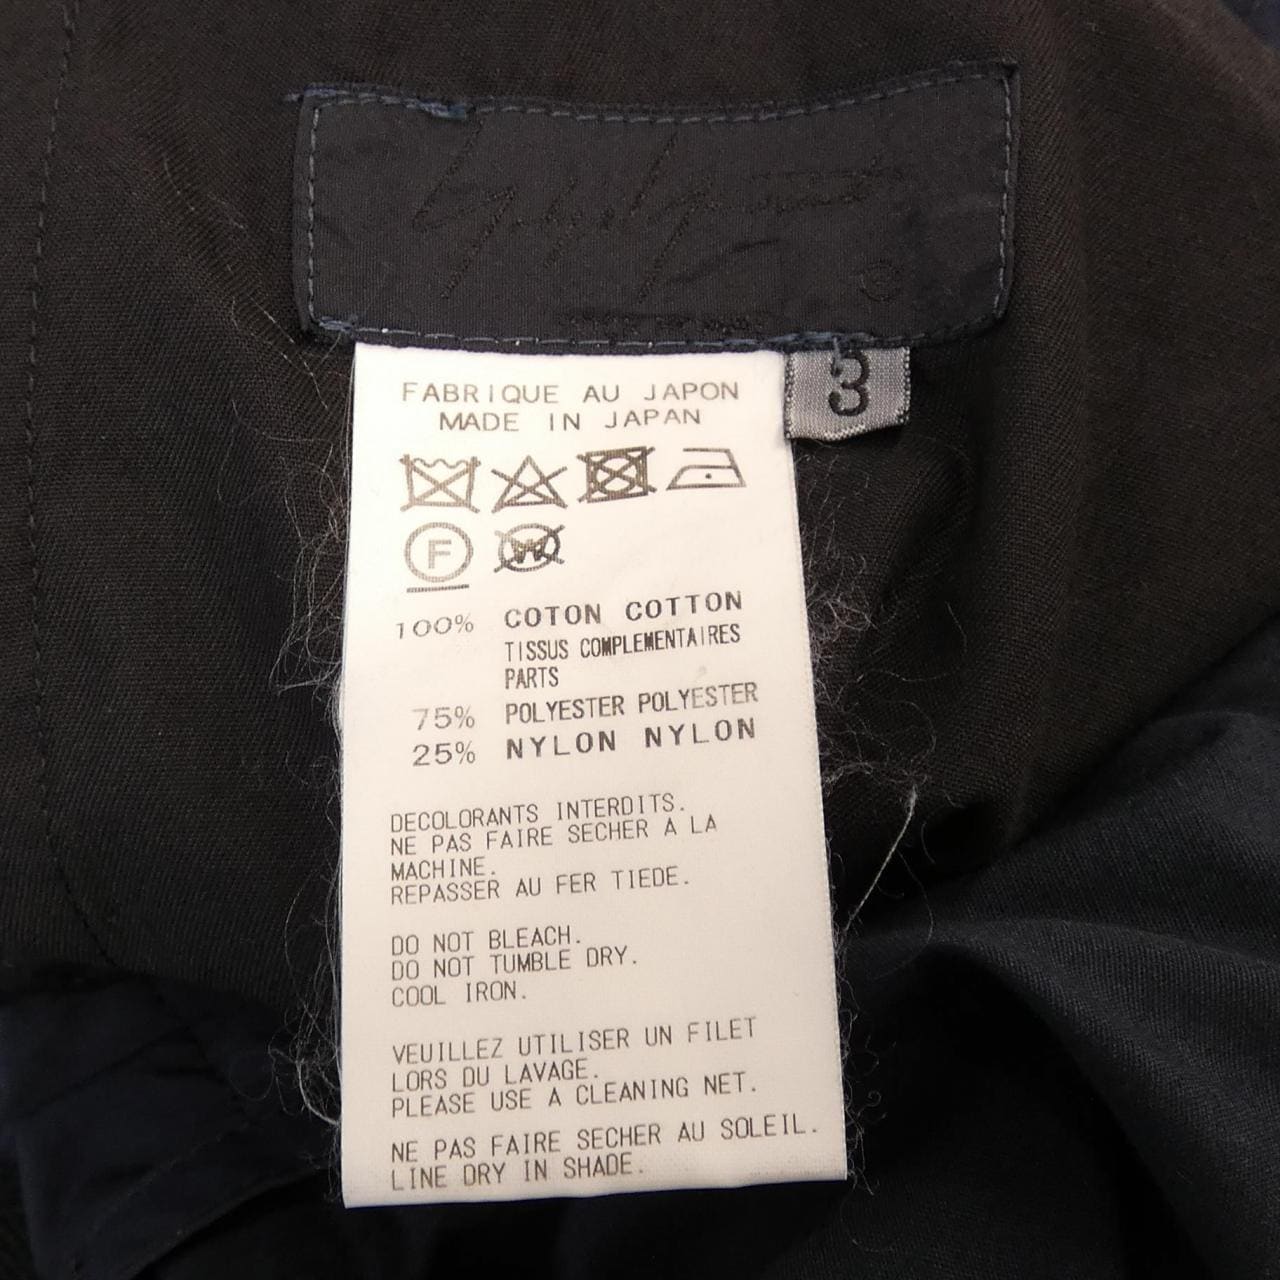 3
FABRIQUE AU JAPON
MADE IN JAPAN
F
W
100% COTON COTTON
TISSUS COMPLEMENTAIRES
PARTS
75% POLYESTER POLYESTER
25% NYLON NYLON
DECOLORANTS INTERDITS.
NE PAS FAIRE SECHER A LA
MACHINE.
REPASSER AU FER TIEDE.
DO NOT BLEACH.
DO NOT TUMBLE DRY.
COOL IRON.
VEUILLEZ UTILISER UN FILET
LORS DU LAVAGE.
PLEASE USE A CLEANING NET.
NE PAS FAIRE SECHER AU SOLEIL.
LINE DRY IN SHADE.